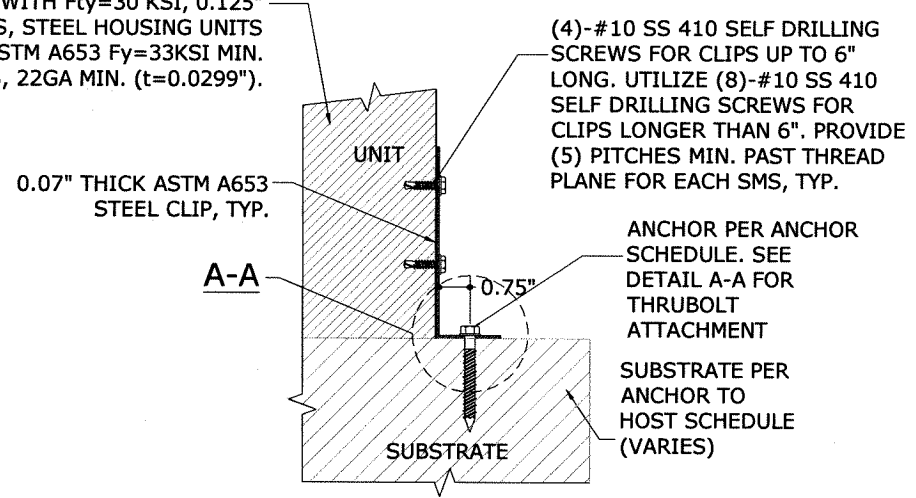 WITH Fty=30 KSI, 0.125"
S, STEEL HOUSING UNITS
STM A653 Fy=33KSI MIN.
, 22GA MIN. (t=0.0299").
(4)-#10 SS 410 SELF DRILLING
SCREWS FOR CLIPS UP TO 6"
LONG. UTILIZE (8)-#10 SS 410
SELF DRILLING SCREWS FOR
CLIPS LONGER THAN 6". PROVIDE
(5) PITCHES MIN. PAST THREAD
PLANE FOR EACH SMS, TYP.
UNIT
0.07" THICK ASTM A653
STEEL CLIP, TYP.
ANCHOR PER ANCHOR
SCHEDULE. SEE
DETAIL A-A FOR
THRUBOLT
ATTACHMENT
A-A
0.75"
SUBSTRATE PER
ANCHOR TO
HOST SCHEDULE
(VARIES)
SUBSTRATE